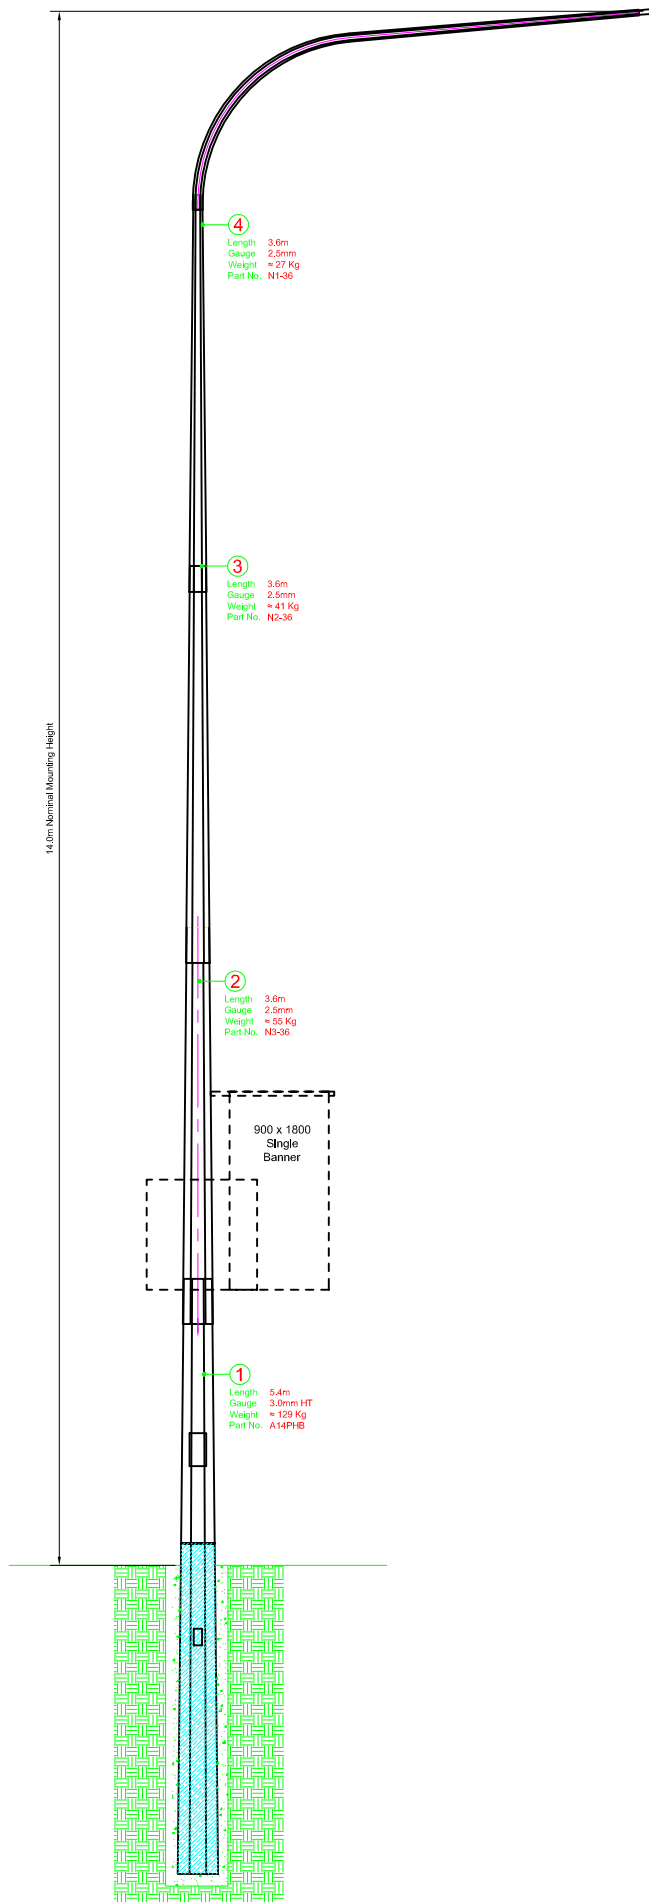 4
Length 3.6m
Gauge 2.5mm
Weight ≈ 27 Kg
Part No. N1-36
3
Length 3.6m
Gauge 2.5mm
Weight ≈ 41 Kg
Part No. N2-36
14.0m Nominal Mounting Height
2
Length 3.6m
Gauge 2.5mm
Weight ≈ 55 Kg
Part No. N3-36
900 x 1800
Single
Banner
1
Length 5.4m
Gauge 3.0mm HT
Weight ≈ 129 Kg
Part No. A14PHB